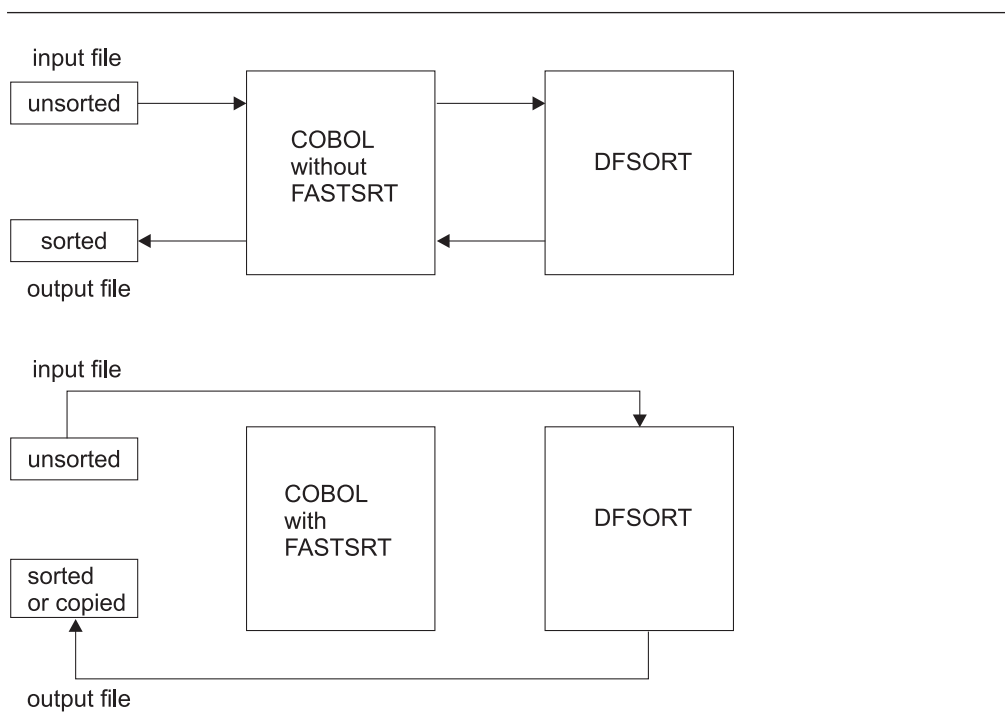 input file
unsorted
COBOL
without
FASTSRT
DFSORT
sorted
output file
input file
unsorted
COBOL
with
FASTSRT
DFSORT
sorted
or copied
output file